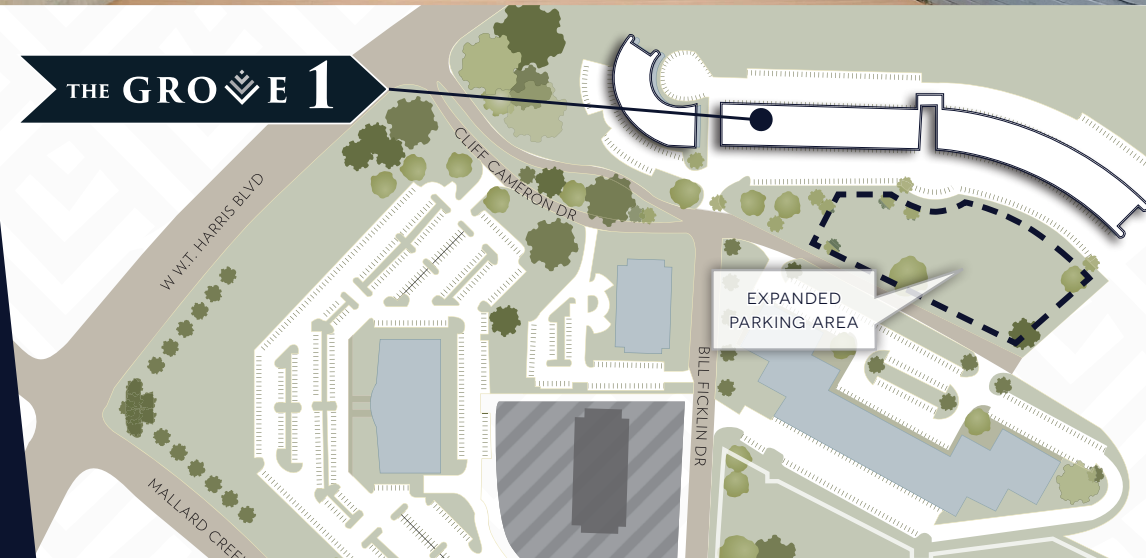 THE GROVE 1
CLIFF CAMERON DR
W W.T. HARRIS BLVD
EXPANDED
PARKING AREA
BILL FICKLIN DR
MALLARD CREE